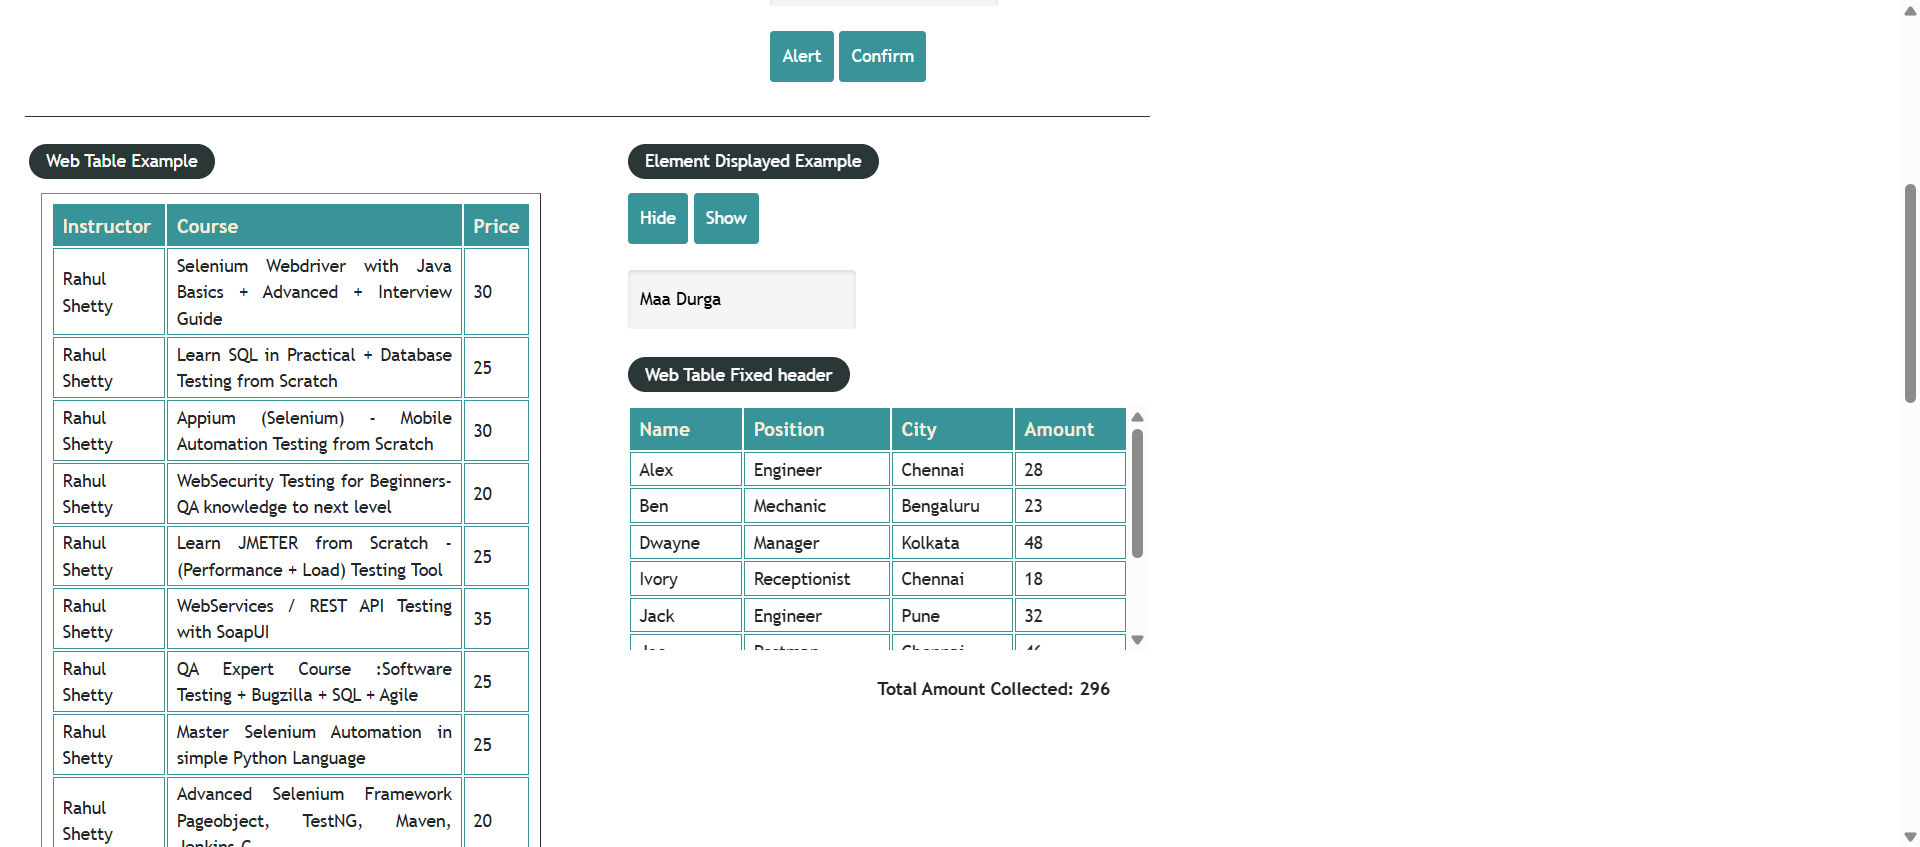 Alert Confirm
Web Table Example
Instructor Course Price
Rahul Shetty
Selenium Webdriver with Java
Basics + Advanced + Interview
Guide
30
Rahul Shetty
Learn SQL in Practical + Database
Testing from Scratch
25
Rahul Shetty
Appium (Selenium) - Mobile
Automation Testing from Scratch
30
Rahul Shetty
WebSecurity Testing for Beginners-
QA knowledge to next level
20
Rahul Shetty
Learn JMETER from Scratch -
(Performance + Load) Testing Tool
25
Rahul Shetty
WebServices / REST API Testing
with SoapUI
35
Rahul Shetty
QA Expert Course :Software
Testing + Bugzilla + SQL + Agile
25
Rahul Shetty
Master Selenium Automation in
simple Python Language
25
Rahul Shetty
Advanced Selenium Framework
Pageobject, TestNG, Maven,
20
Element Displayed Example
Hide Show
Maa Durga
Web Table Fixed header
Name Position City Amount
Alex Engineer Chennai 28
Ben Mechanic Bengaluru 23
Dwayne Manager Kolkata 48
Ivory Receptionist Chennai 18
Jack Engineer Pune 32
Total Amount Collected: 296